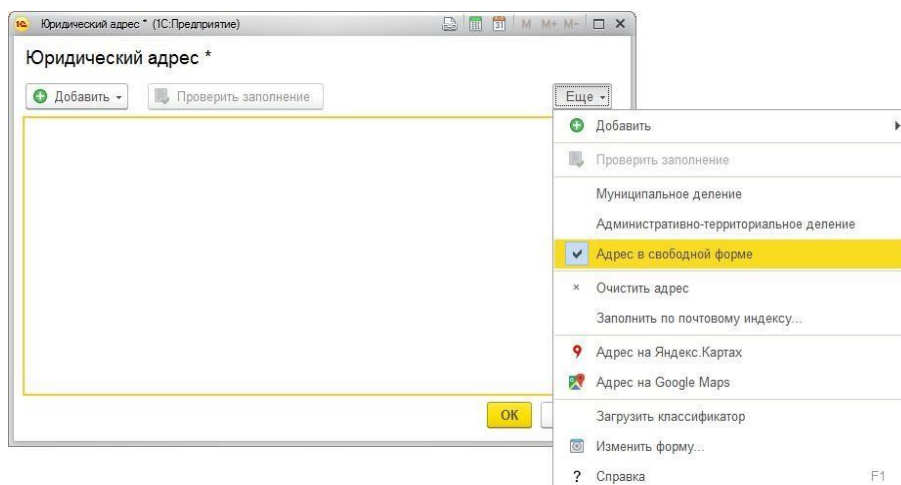 Юридический адрес * (1С:Предприятие)
M M+ M-
31
Юридический адрес *
Добавить
Проверить заполнение
Еще
Добавить
Проверить заполнение
Муниципальное деление
Административно-территориальное деление
Адрес в свободной форме
Очистить адрес
Заполнить по почтовому индексу...
Адрес на Яндекс.Картах
Адрес на Google Maps
Загрузить классификатор
Изменить форму...
? Справка F1
ОК